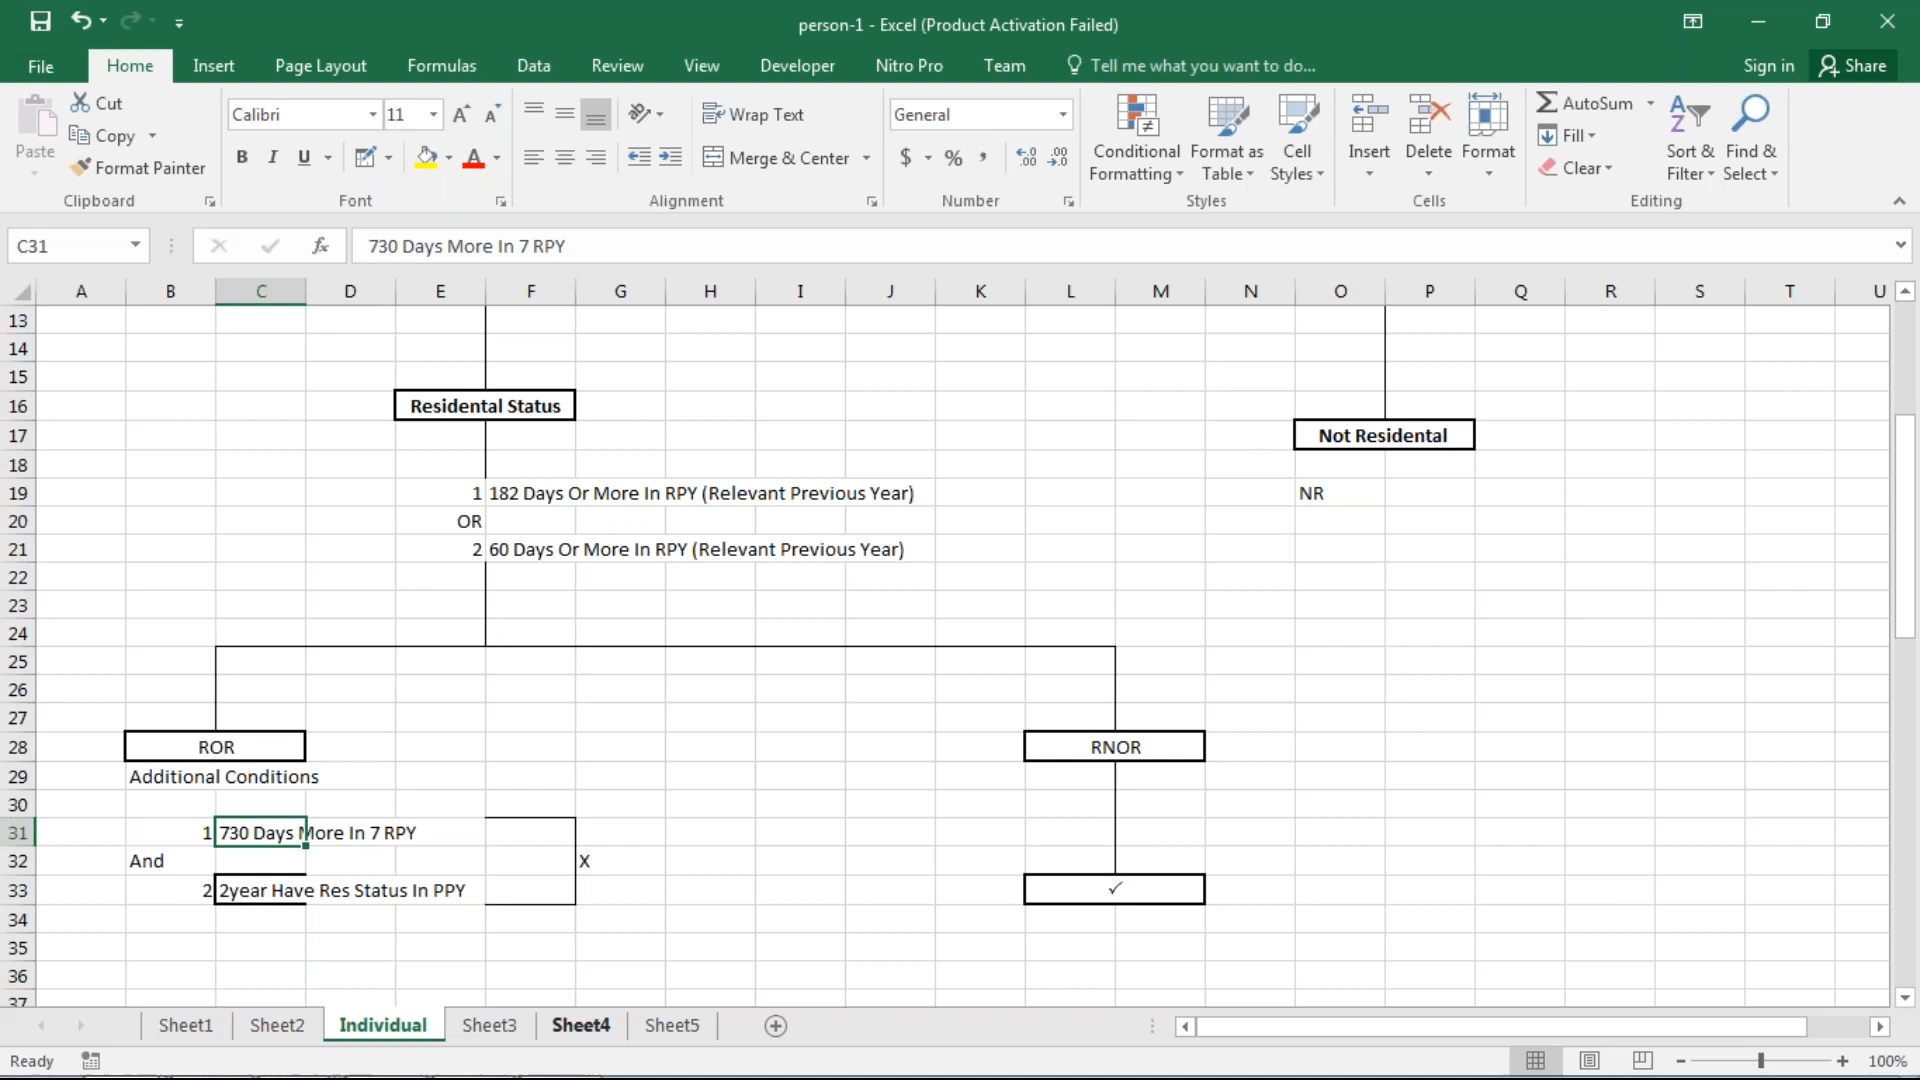 person-1 - Excel (Product Activation Failed)
File Home Insert Page Layout Formulas Data Review View Developer Nitro Pro Team Tell me what you want to do... Sign in Share
Paste Cut Copy Format Painter Clipboard
Calibri 11 B I U A Font
Wrap Text Merge & Center Alignment
General $ % , Number
Conditional Formatting Format as Table Cell Styles Styles
Insert Delete Format Cells
AutoSum Fill Clear Sort & Filter Find & Select Editing
C31 fx 730 Days More In 7 RPY
A B C D E F G H I J K L M N O P Q R S T U
13
14
15
16 Residental Status
17 Not Residental
18
19 1 182 Days Or More In RPY (Relevant Previous Year) NR
20 OR
21 2 60 Days Or More In RPY (Relevant Previous Year)
22
23
24
25
26
27
28 ROR RNOR
29 Additional Conditions
30
31 1 730 Days More In 7 RPY
32 And X
33 2 2year Have Res Status In PPY ✓
34
35
36
37
Sheet1 Sheet2 Individual Sheet3 Sheet4 Sheet5
Ready 100%